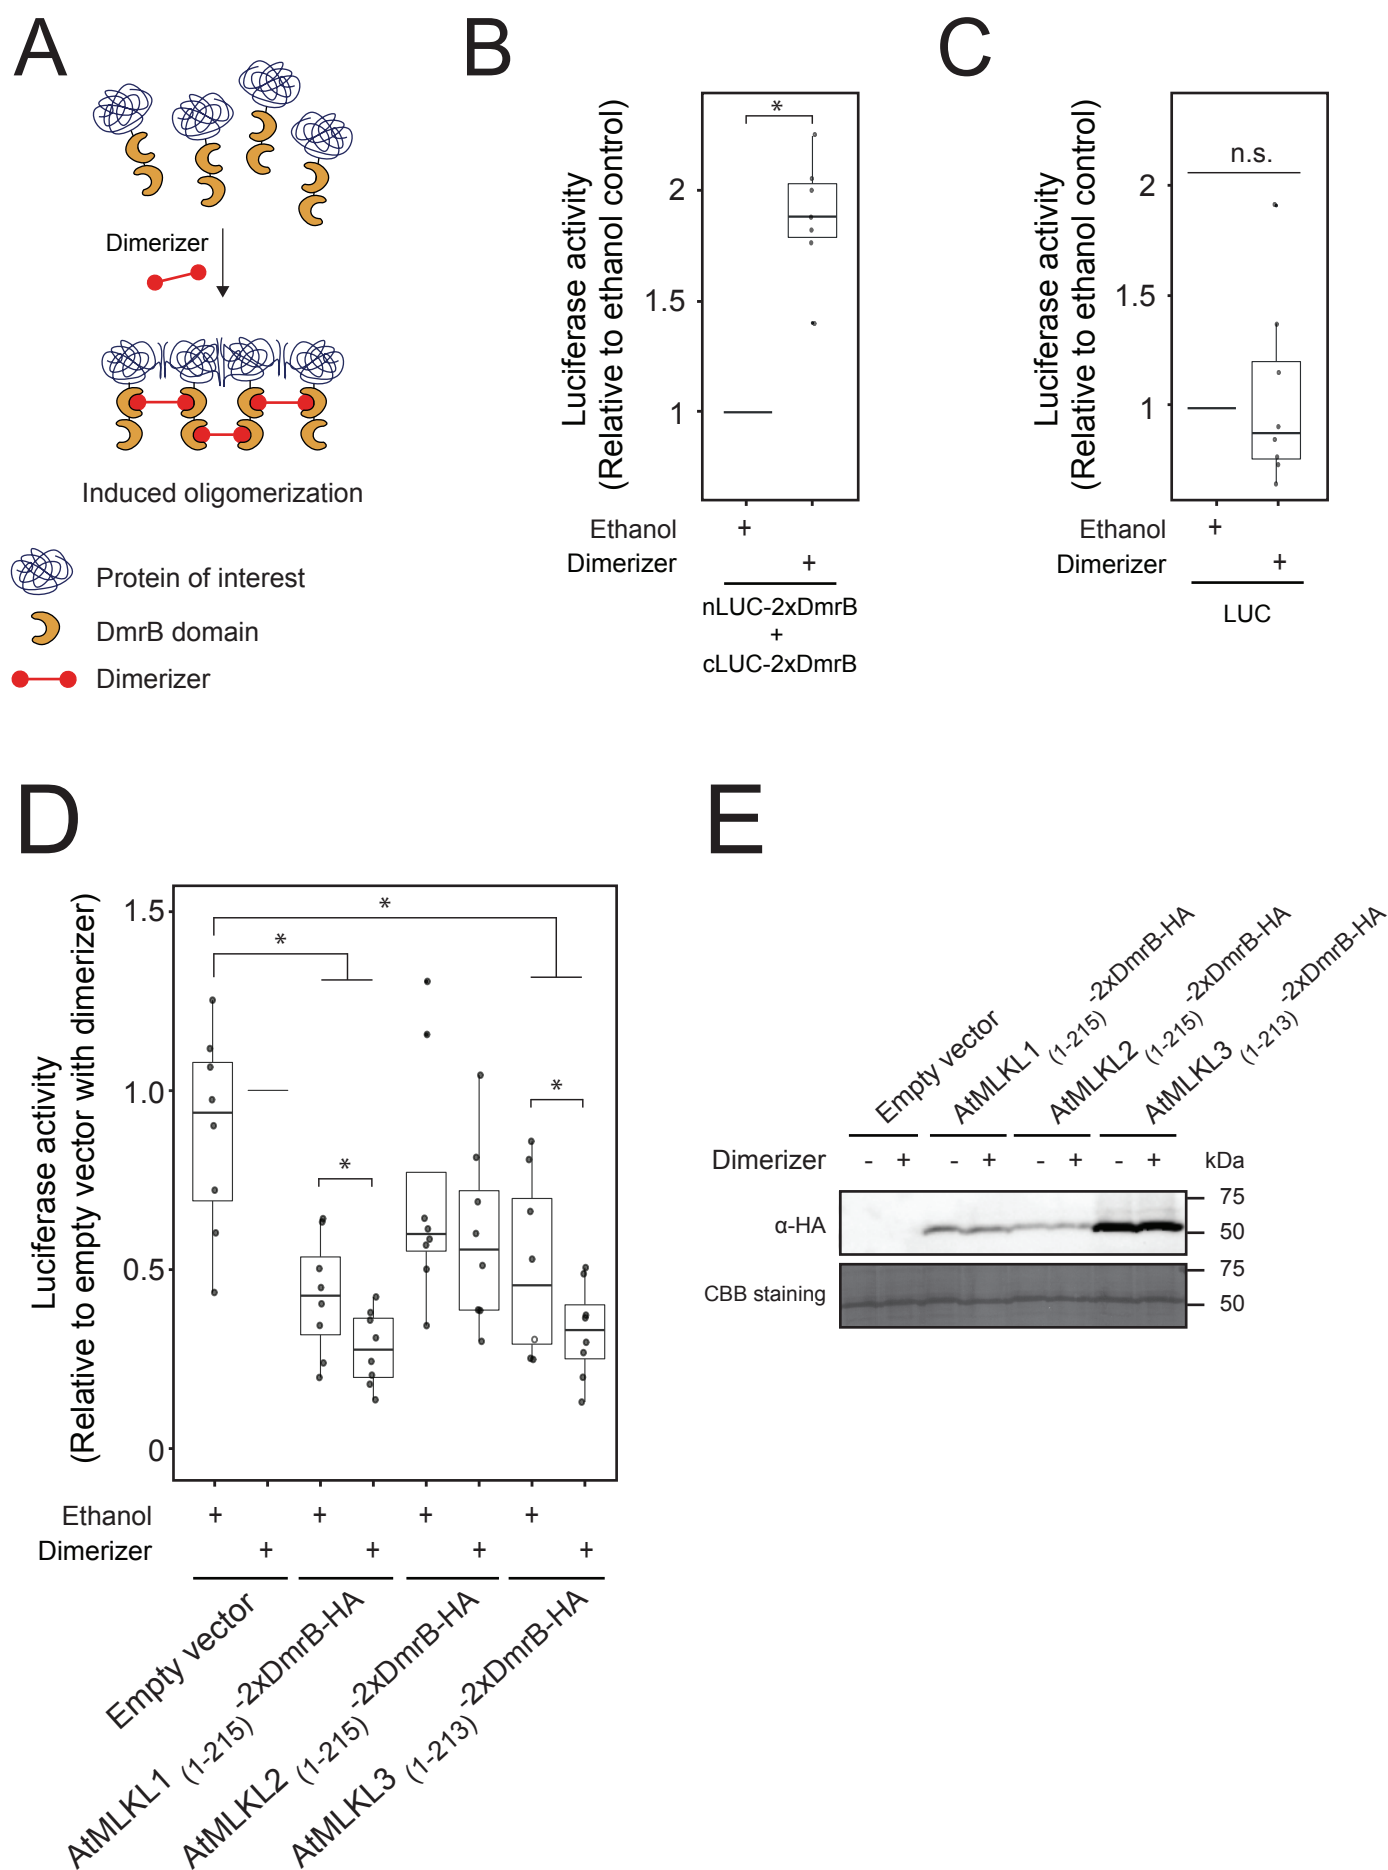 A
Dimerizer
Induced oligomerization
Protein of interest
DmrB domain
Dimerizer
B
Luciferase activity
(Relative to ethanol control)
2
1.5
1
*
Ethanol +
Dimerizer +
nLUC-2xDmrB
+
cLUC-2xDmrB
C
Luciferase activity
(Relative to ethanol control)
2
1.5
1
n.s.
Ethanol +
Dimerizer +
LUC
D
Luciferase activity
(Relative to empty vector with dimerizer)
1.5
1.0
0.5
0
*
*
*
*
Ethanol + + + +
Dimerizer + + + +
Empty vector
AtMLKL1 (1-215) -2xDmrB-HA
AtMLKL2 (1-215) -2xDmrB-HA
AtMLKL3 (1-213) -2xDmrB-HA
E
Empty vector
AtMLKL1 (1-215) -2xDmrB-HA
AtMLKL2 (1-215) -2xDmrB-HA
AtMLKL3 (1-213) -2xDmrB-HA
Dimerizer - + - + - + - + kDa
α-HA
75
50
CBB staining
75
50